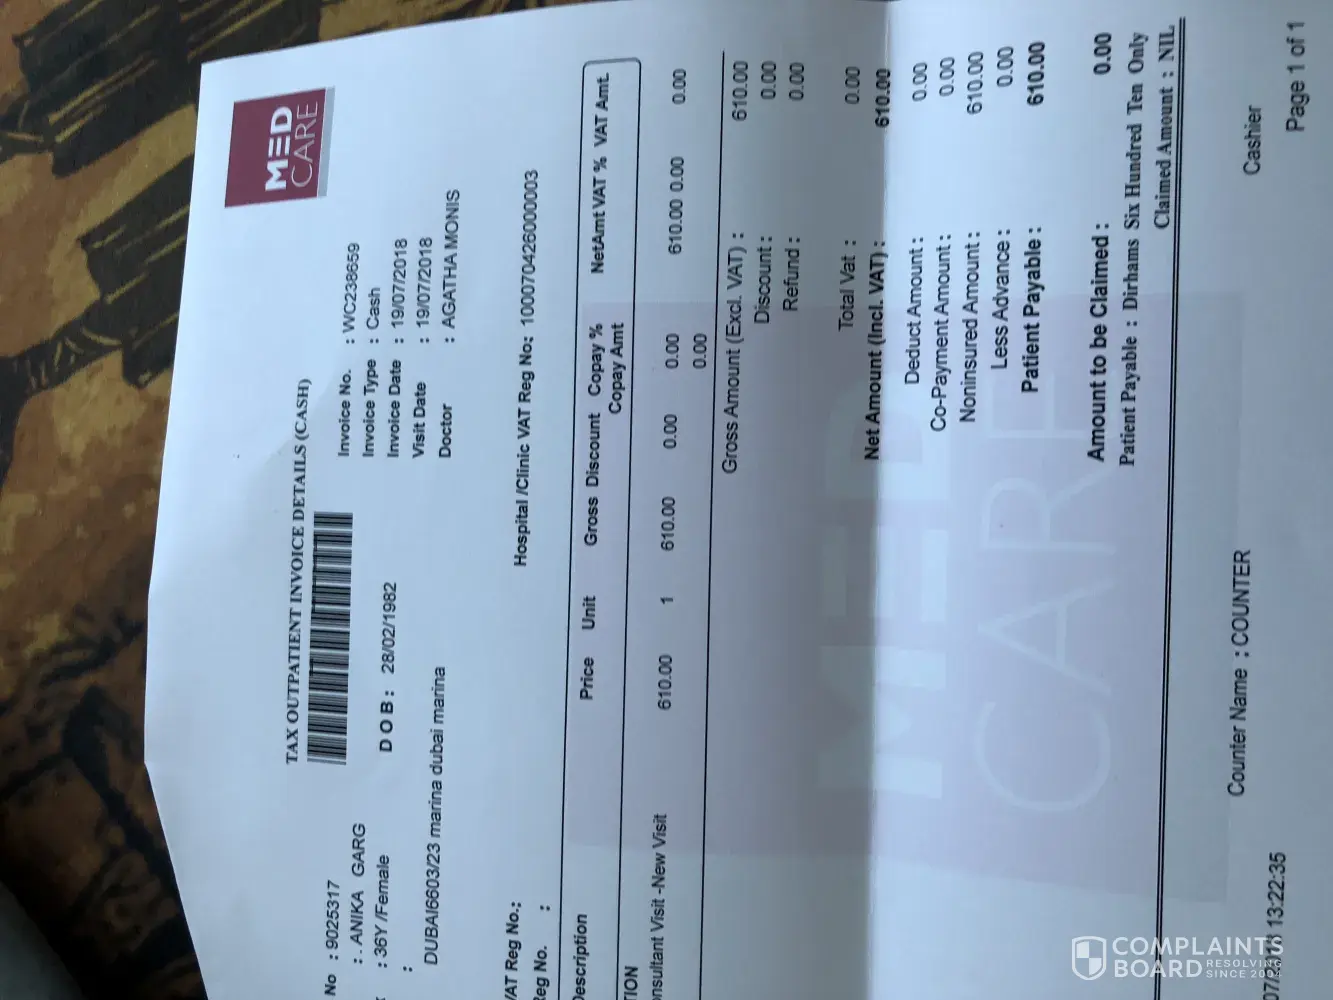 MED
CARE
TAX OUTPATIENT INVOICE DETAILS (CASH)
No : 9025317
Invoice No. : WC238659
: . ANIKA GARG
Invoice Type : Cash
: 36Y /Female
D O B : 28/02/1982
Invoice Date : 19/07/2018
:
Visit Date : 19/07/2018
DUBAI6603/23 marina dubai marina
Doctor : AGATHA MONIS
VAT Reg No.:
Hospital /Clinic VAT Reg No: 100070426000003
Reg No. :
Description Price Unit Gross Discount Copay % NetAmt VAT % VAT Amt
Copay Amt
TION
nsultant Visit -New Visit 610.00 1 610.00 0.00 0.00 610.00 0.00 0.00
0.00
Gross Amount (Excl. VAT) : 610.00
Discount : 0.00
Refund : 0.00
Total Vat : 0.00
Net Amount (Incl. VAT) : 610.00
Deduct Amount : 0.00
Co-Payment Amount : 0.00
Noninsured Amount : 610.00
Less Advance : 0.00
Patient Payable : 610.00
Amount to be Claimed : 0.00
Patient Payable : Dirhams Six Hundred Ten Only
Claimed Amount : NIL
MED
CARE
Counter Name : COUNTER
Cashier
13:22:35
Page 1 of 1
COMPLAINTS
BOARD RESOLVING
SINCE 2004